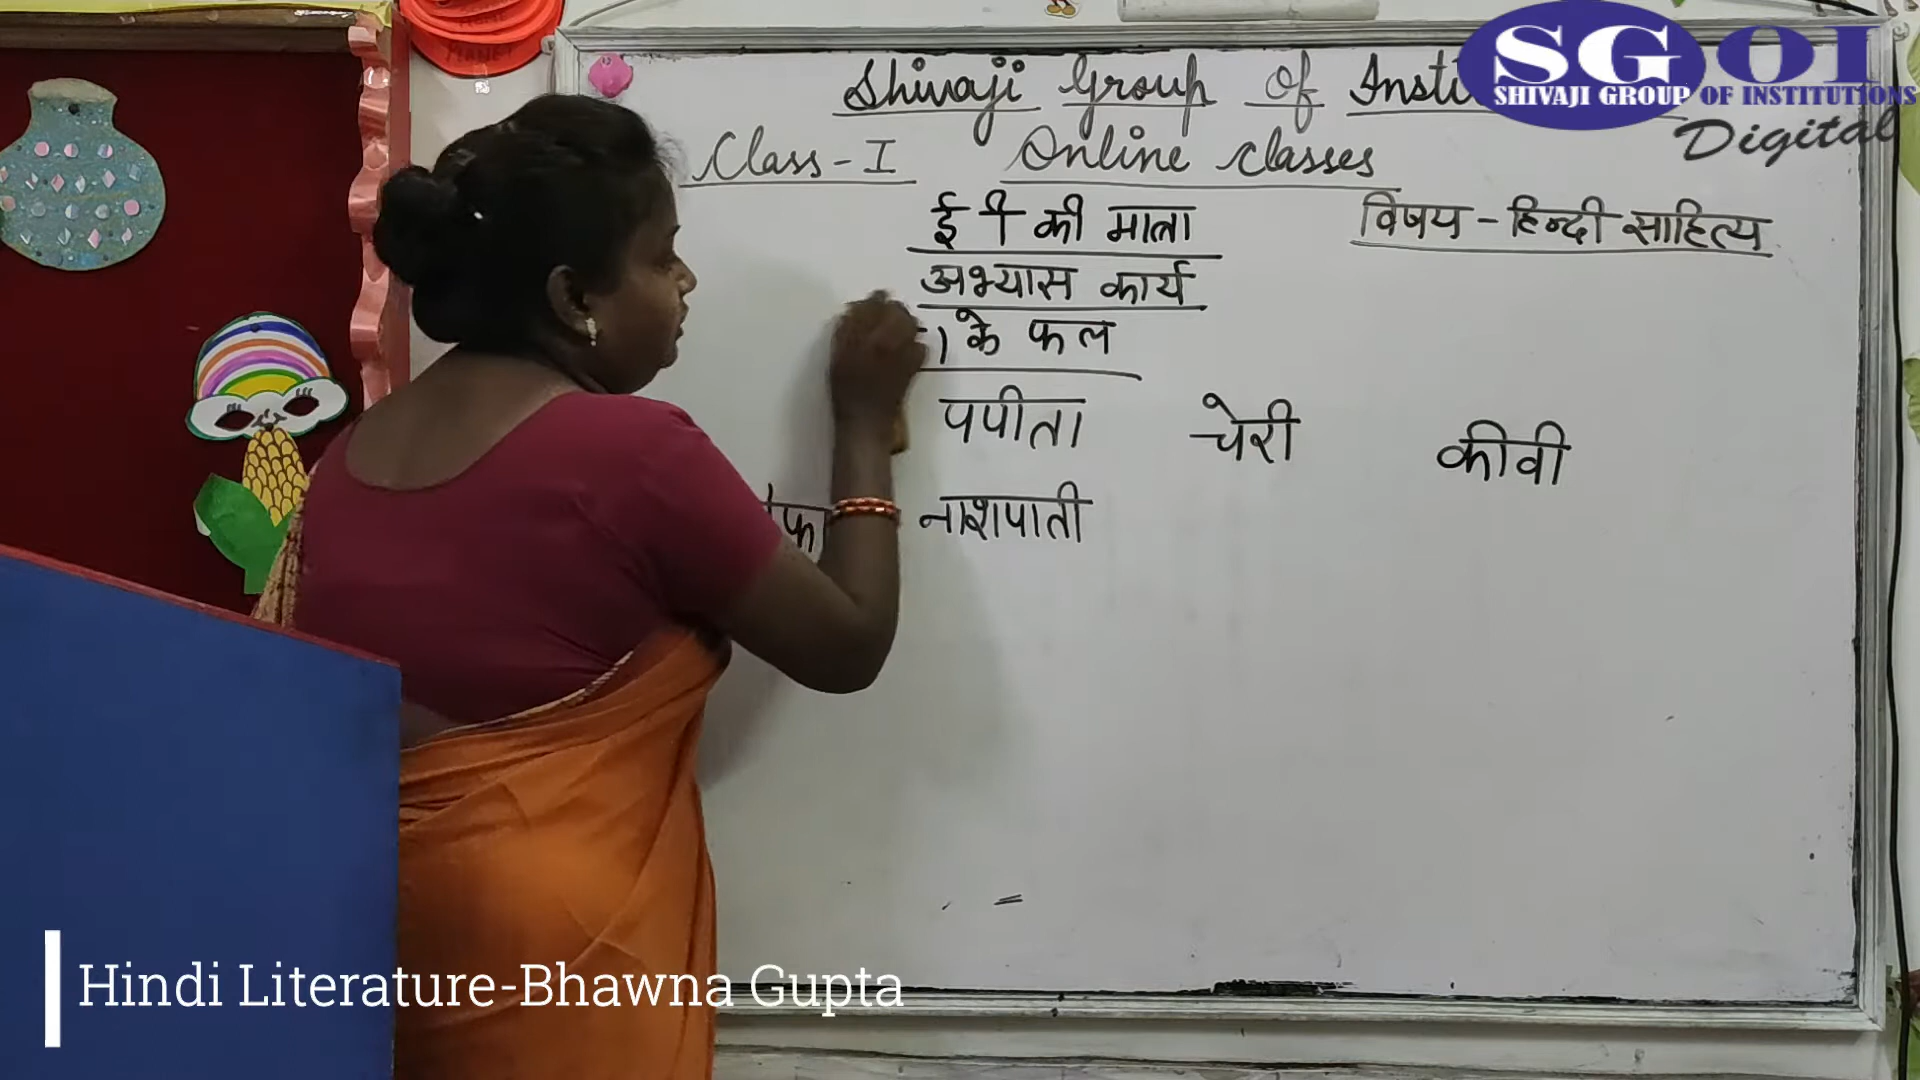 Shivaji Group Of
SGOI
SHIVAJI GROUP OF INSTITUTIONS
Digital
Class-I Online classes
ई ी की मात्रा
विषय - हिन्दी साहित्य
अभ्यास कार्य
के फल
पपीता चेरी कीवी
नाशपाती
Hindi Literature-Bhawna Gupta